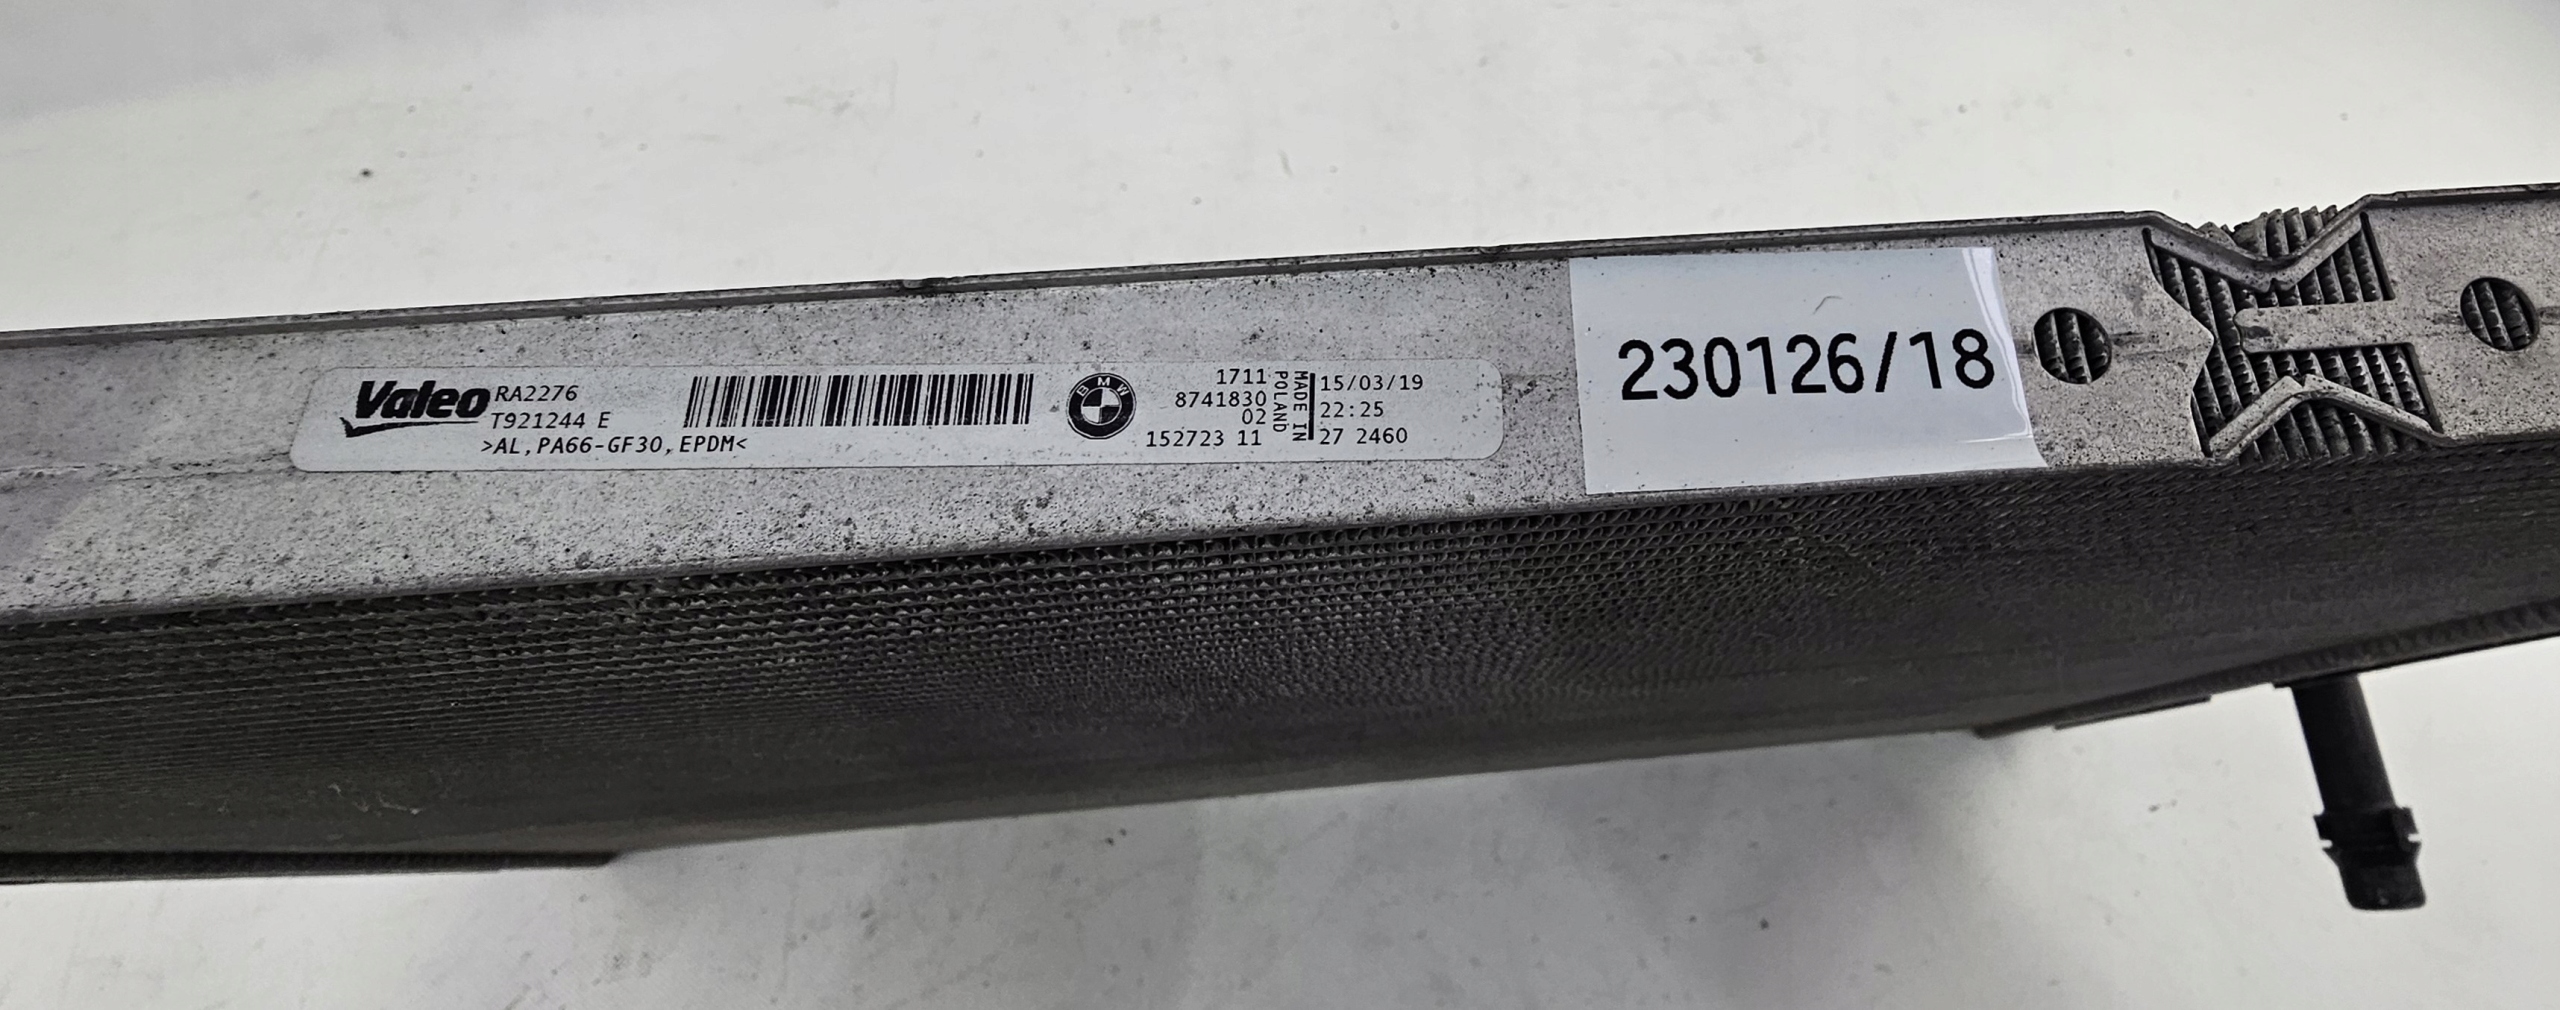 Valeo RA2276
T921244 E
>AL,PA66-GF30,EPDM<
BMW
1711
8741830
02
152723 11
MADE IN
POLAND
15/03/19
22:25
27 2460
230126/18